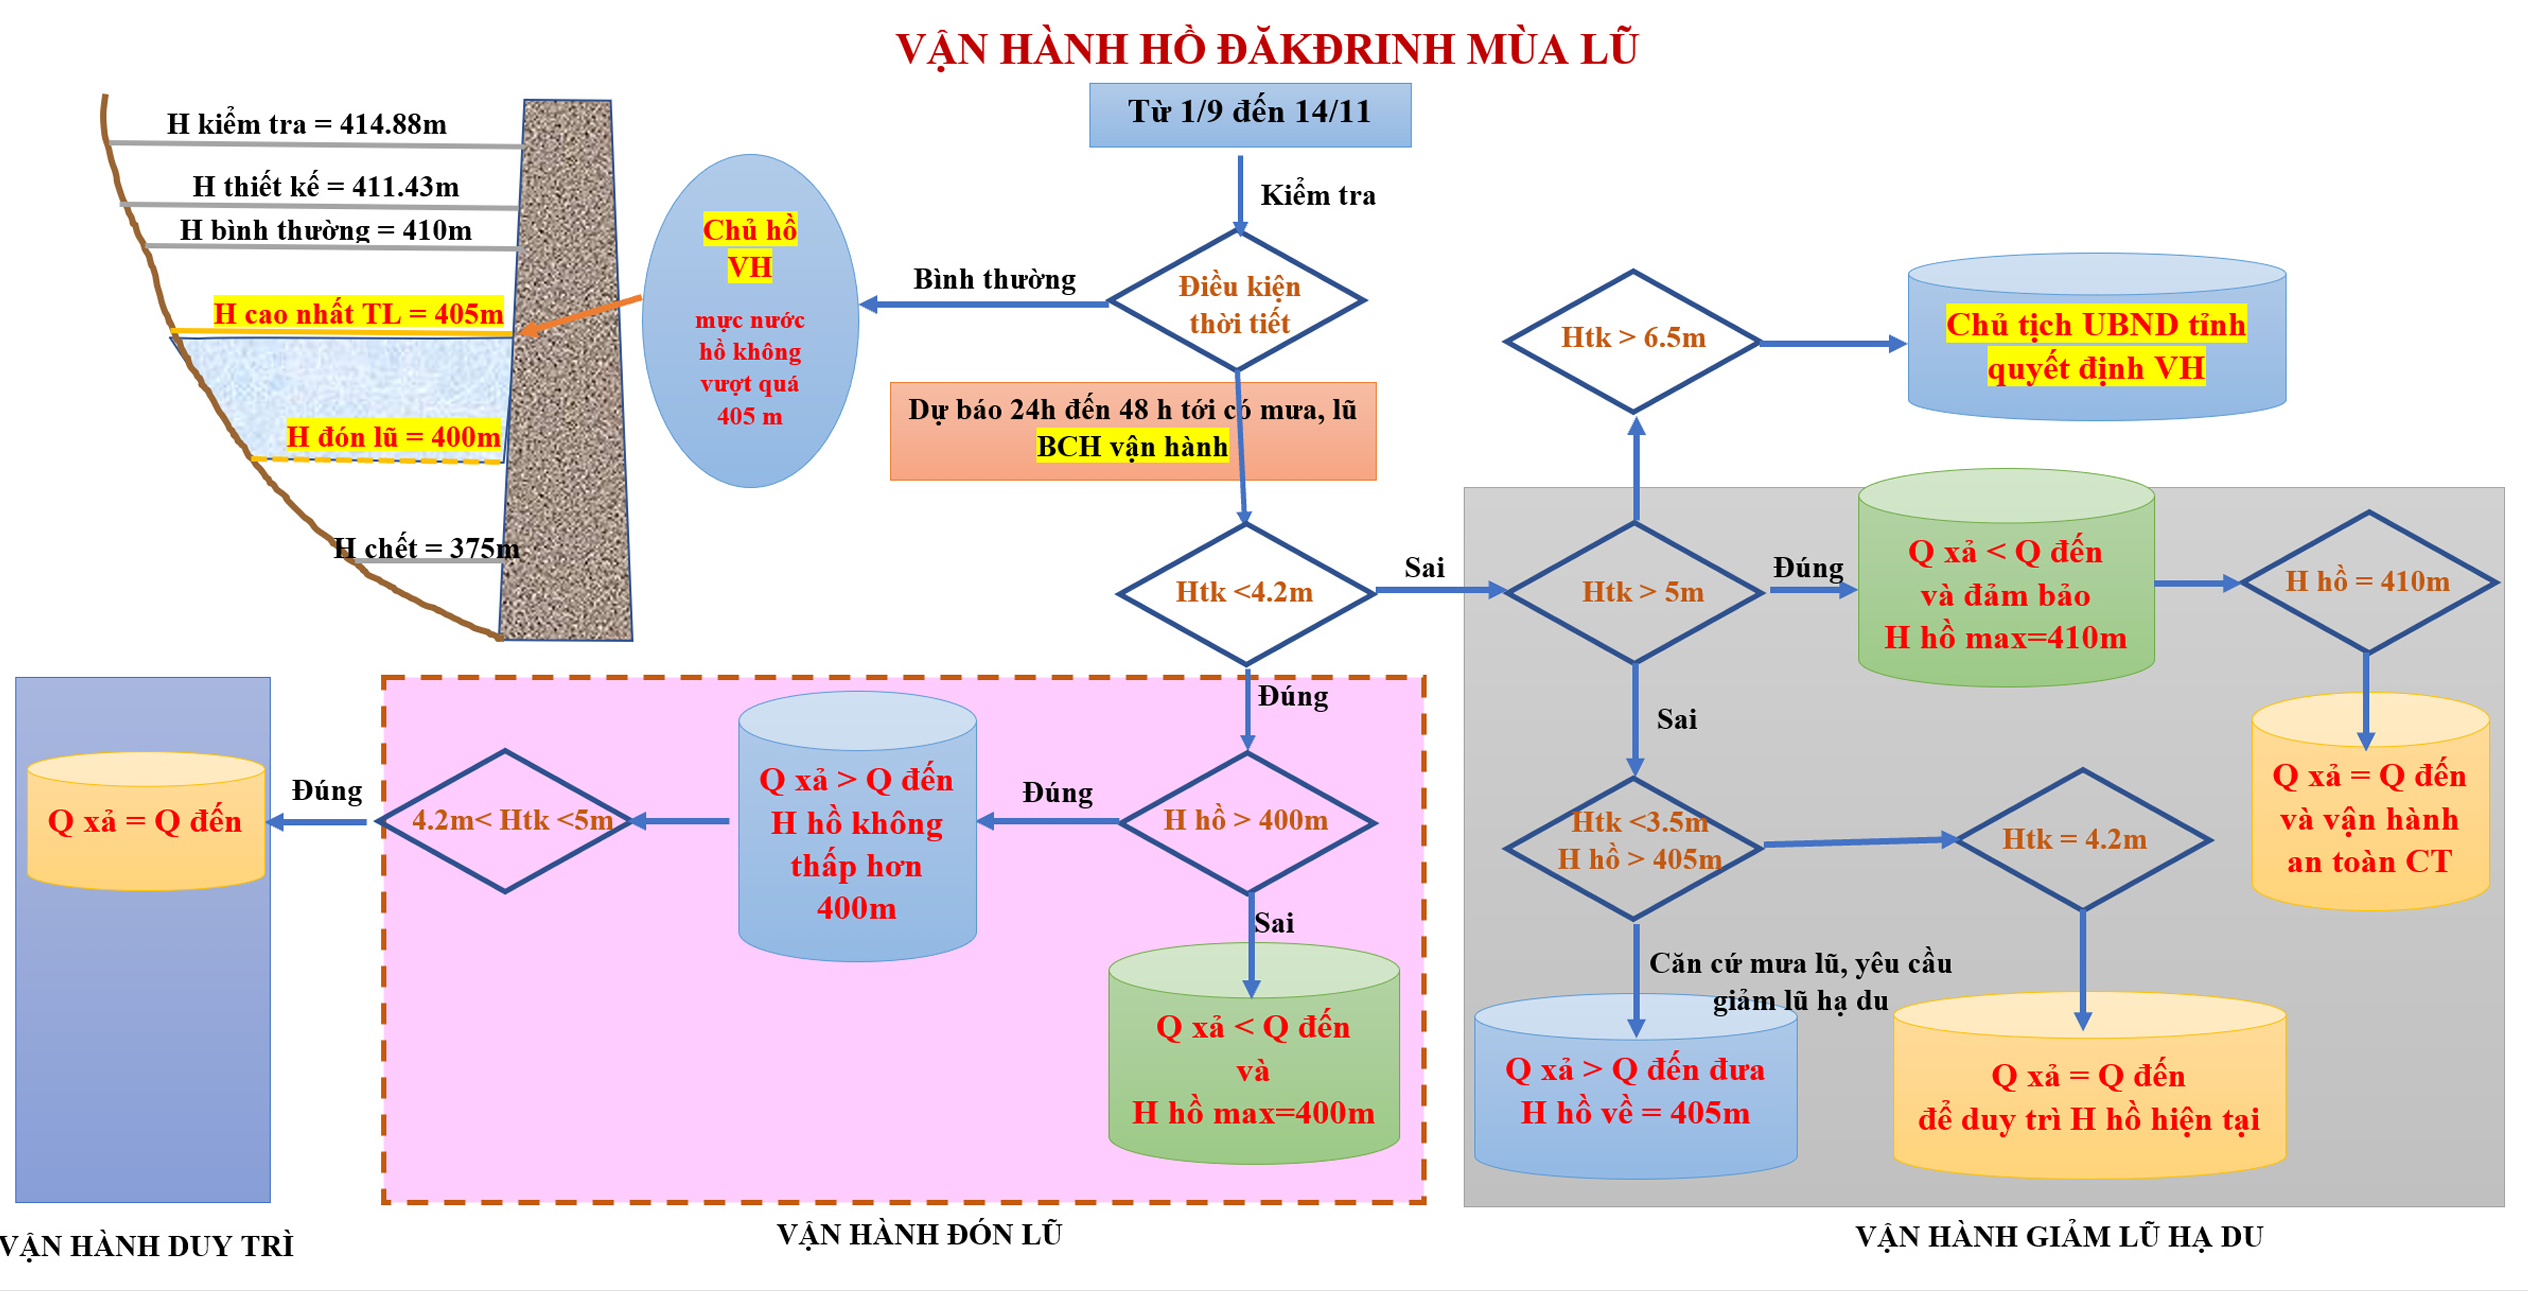 VẬN HÀNH HỒ ĐĂKĐRINH MÙA LŨ
H kiểm tra = 414.88m
H thiết kế = 411.43m
H bình thường = 410m
H cao nhất TL = 405m
H đón lũ = 400m
H chết = 375m
Chủ hồ
VH
mực nước
hồ không
vượt quá
405 m
Từ 1/9 đến 14/11
Kiểm tra
Bình thường
Điều kiện
thời tiết
Dự báo 24h đến 48 h tới có mưa, lũ
BCH vận hành
Htk > 6.5m
Chủ tịch UBND tỉnh
quyết định VH
Htk <4.2m
Sai
Htk > 5m
Đúng
Q xả < Q đến
và đảm bảo
H hồ max=410m
H hồ = 410m
Q xả = Q đến
và vận hành
an toàn CT
Đúng
H hồ > 400m
Đúng
Q xả > Q đến
H hồ không
thấp hơn
400m
4.2m< Htk <5m
Đúng
Q xả = Q đến
Sai
Q xả < Q đến
và
H hồ max=400m
Sai
Htk <3.5m
H hồ > 405m
Htk = 4.2m
Căn cứ mưa lũ, yêu cầu
giảm lũ hạ du
Q xả > Q đến đưa
H hồ về = 405m
Q xả = Q đến
để duy trì H hồ hiện tại
VẬN HÀNH DUY TRÌ
VẬN HÀNH ĐÓN LŨ
VẬN HÀNH GIẢM LŨ HẠ DU